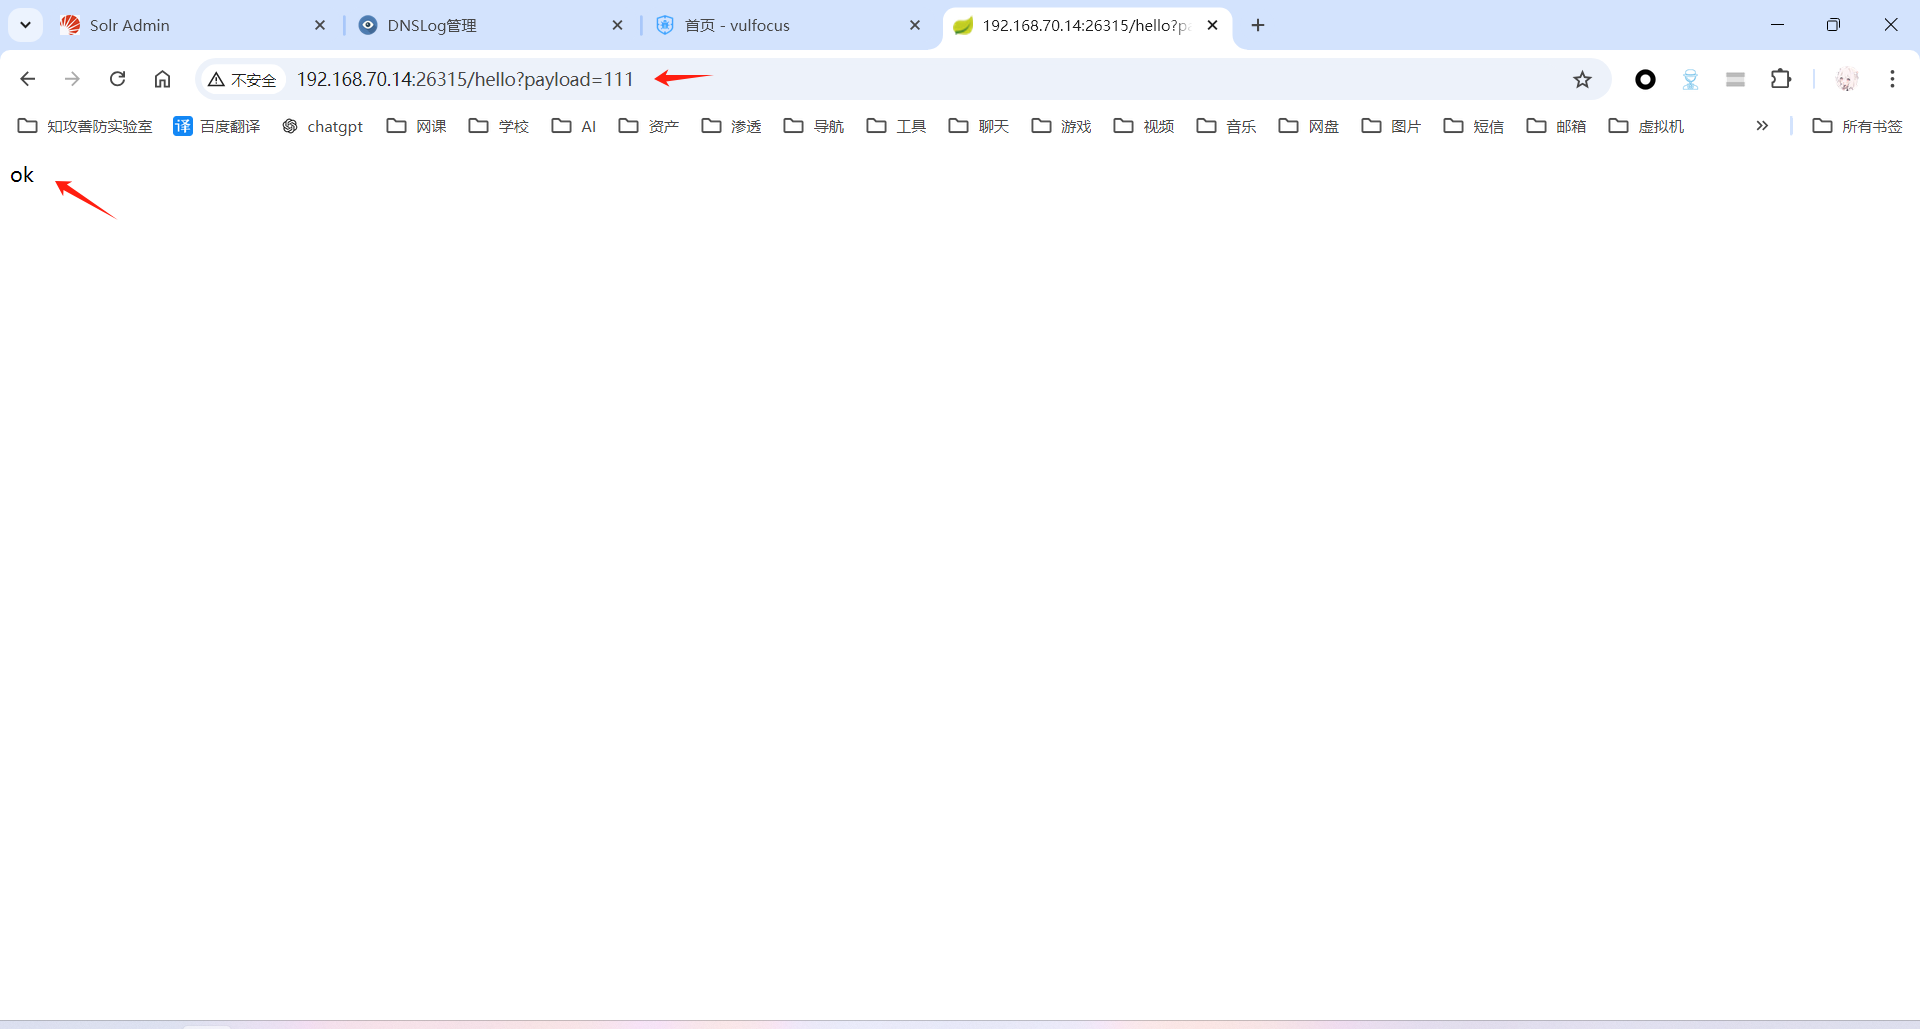 Solr Admin
DNSLog管理
首页 - vulfocus
192.168.70.14:26315/hello?p
不安全 192.168.70.14:26315/hello?payload=111
知攻善防实验室 译 百度翻译 chatgpt 网课 学校 AI 资产 渗透 导航 工具 聊天 游戏 视频 音乐 网盘 图片 短信 邮箱 虚拟机 » 所有书签
ok